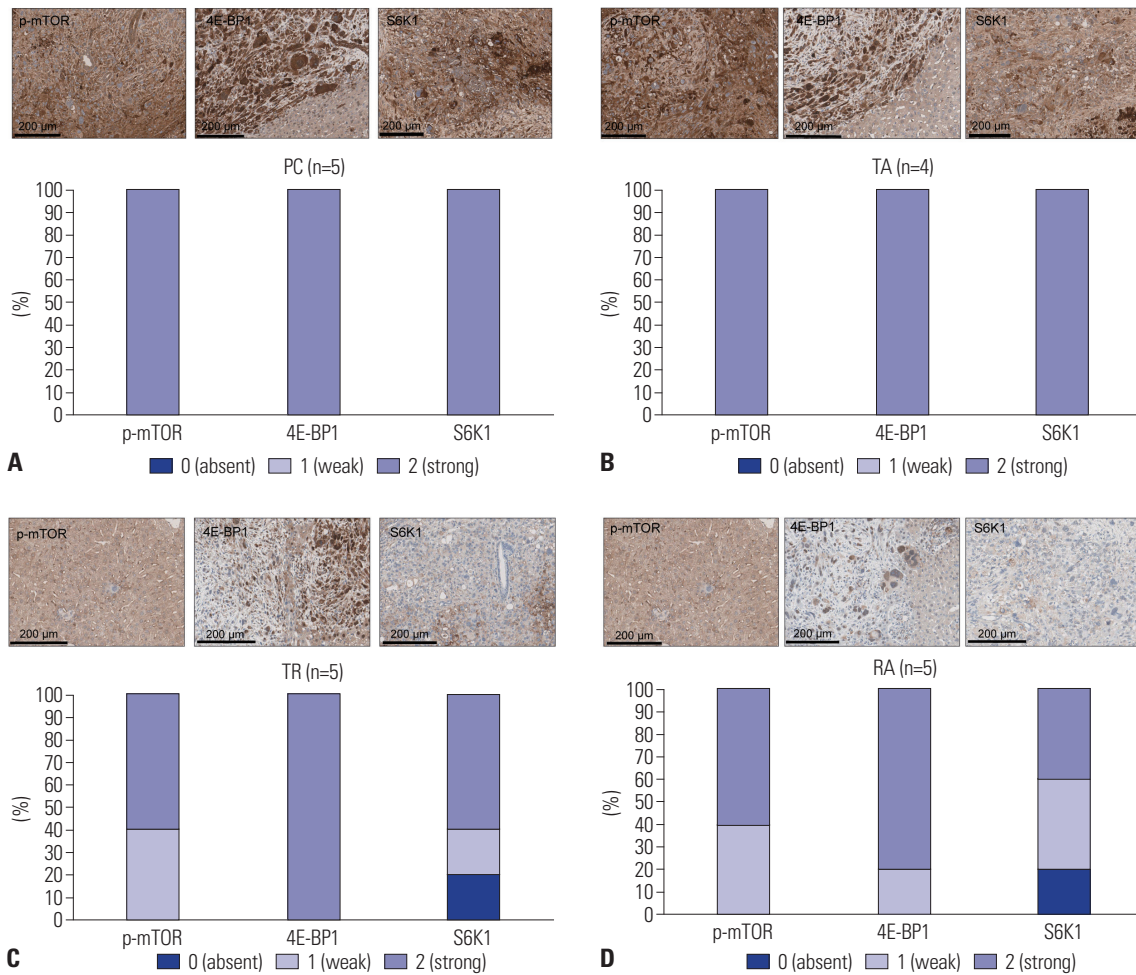 p-mTOR 4E-BP1 S6K1
200 µm 200 µm 200 µm
PC (n=5)
100
90
80
70
60
50
40
30
20
10
0
(%)
p-mTOR 4E-BP1 S6K1
0 (absent) 1 (weak) 2 (strong)
A
p-mTOR 4E-BP1 S6K1
200 µm 200 µm 200 µm
TA (n=4)
100
90
80
70
60
50
40
30
20
10
0
(%)
p-mTOR 4E-BP1 S6K1
0 (absent) 1 (weak) 2 (strong)
B
p-mTOR 4E-BP1 S6K1
200 µm 200 µm 200 µm
TR (n=5)
100
90
80
70
60
50
40
30
20
10
0
(%)
p-mTOR 4E-BP1 S6K1
0 (absent) 1 (weak) 2 (strong)
C
p-mTOR 4E-BP1 S6K1
200 µm 200 µm 200 µm
RA (n=5)
100
90
80
70
60
50
40
30
20
10
0
(%)
p-mTOR 4E-BP1 S6K1
0 (absent) 1 (weak) 2 (strong)
D